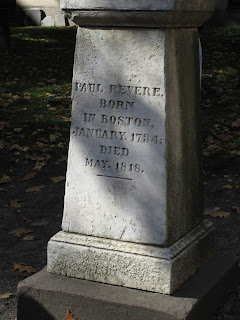 PAUL REVERE.
BORN
IN BOSTON,
JANUARY, 1734:
DIED
MAY, 1818.